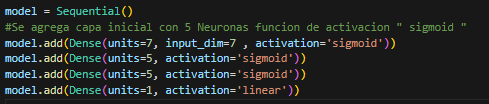 model = Sequential()
#Se agrega capa inicial con 5 Neuronas funcion de activacion " sigmoid "
model.add(Dense(units=7, input_dim=7 , activation='sigmoid'))
model.add(Dense(units=5, activation='sigmoid'))
model.add(Dense(units=5, activation='sigmoid'))
model.add(Dense(units=1, activation='linear'))